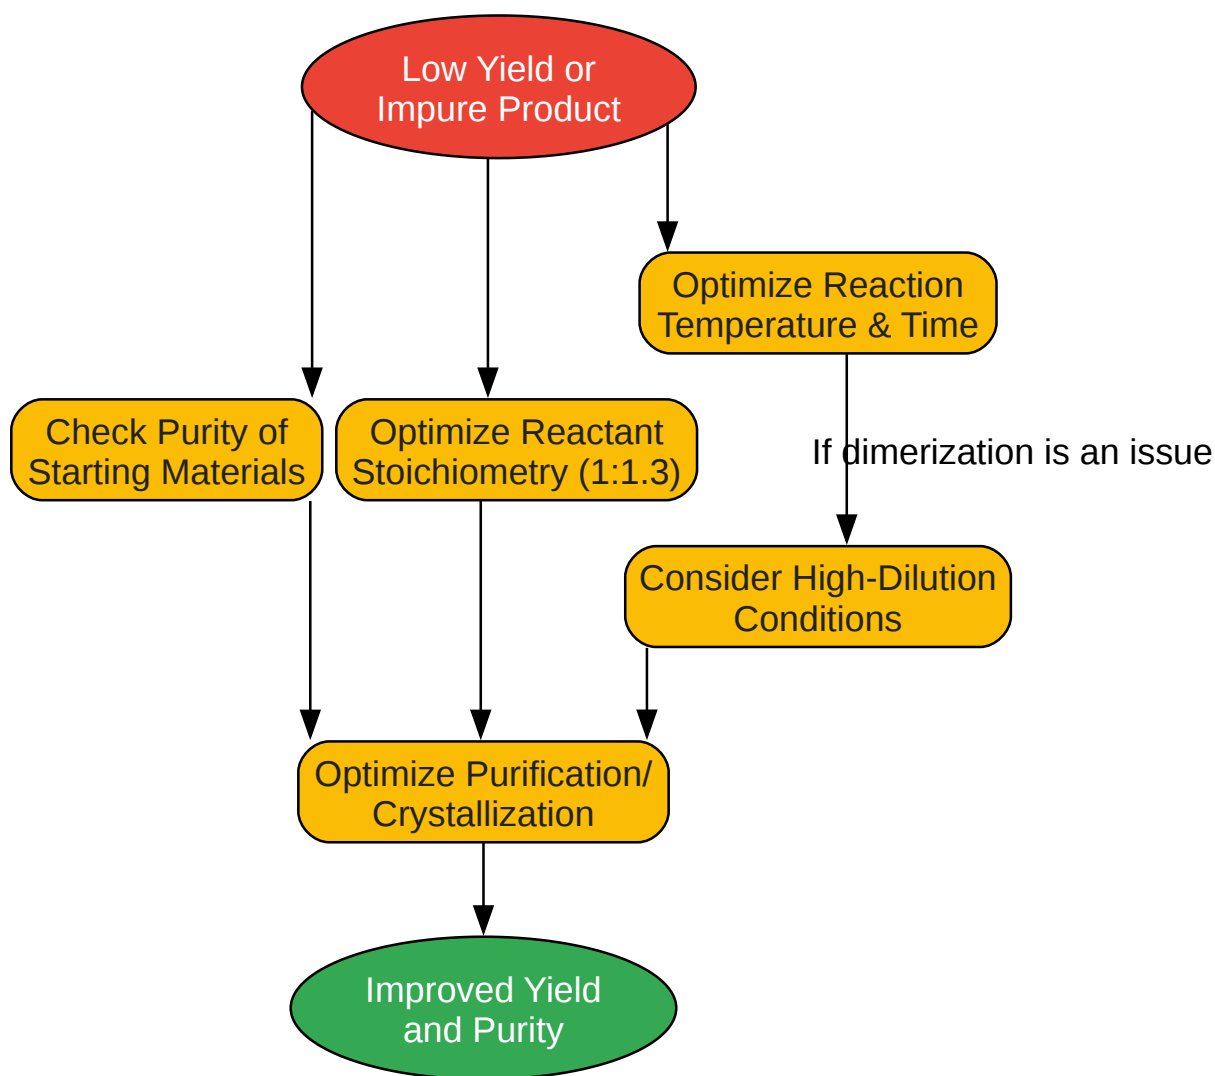 Low Yield or
Impure Product
Optimize Reaction
Temperature & Time
Check Purity of
Starting Materials
Optimize Reactant
Stoichiometry (1:1.3)
If dimerization is an issue
Consider High-Dilution
Conditions
Optimize Purification/
Crystallization
Improved Yield
and Purity